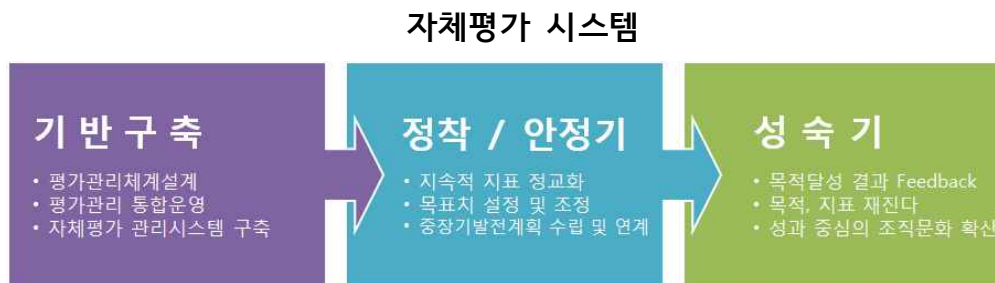 자체평가 시스템
기 반 구 축
• 평가관리체계설계
• 평가관리 통합운영
• 자체평가 관리시스템 구축
정착 / 안정기
• 지속적 지표 정교화
• 목표치 설정 및 조정
• 중장기발전계획 수립 및 연계
성 숙 기
• 목적달성 결과 Feedback
• 목적, 지표 재진다
• 성과 중심의 조직문화 확산